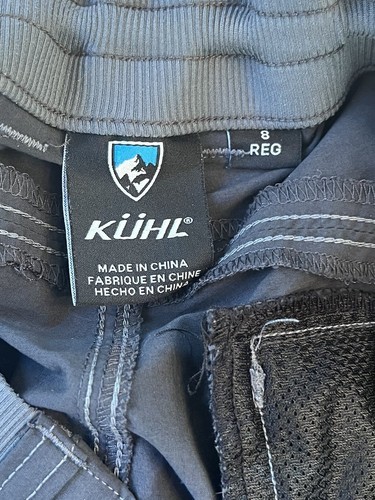 8
REG
KÜHL®
MADE IN CHINA
FABRIQUE EN CHINE
HECHO EN CHINA